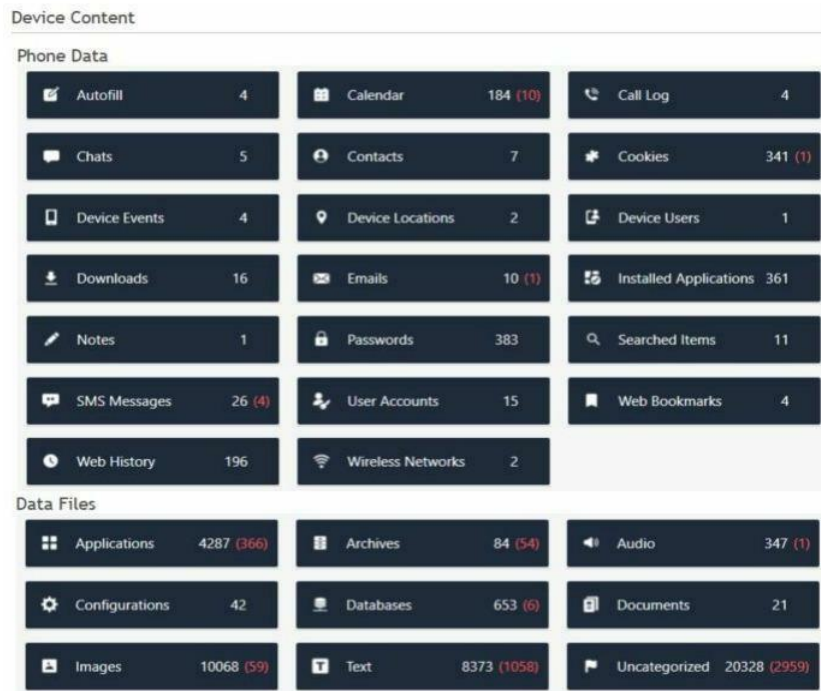 Device Content
Phone Data
Autofill 4 Calendar 184 (10) Call Log 4
Chats 5 Contacts 7 Cookies 341 (1)
Device Events 4 Device Locations 2 Device Users 1
Downloads 16 Emails 10 (1) Installed Applications 361
Notes 1 Passwords 383 Searched Items 11
SMS Messages 26 (4) User Accounts 15 Web Bookmarks 4
Web History 196 Wireless Networks 2
Data Files
Applications 4287 (366) Archives 84 (54) Audio 347 (1)
Configurations 42 Databases 653 (6) Documents 21
Images 10068 (59) Text 8373 (1058) Uncategorized 20328 (2959)